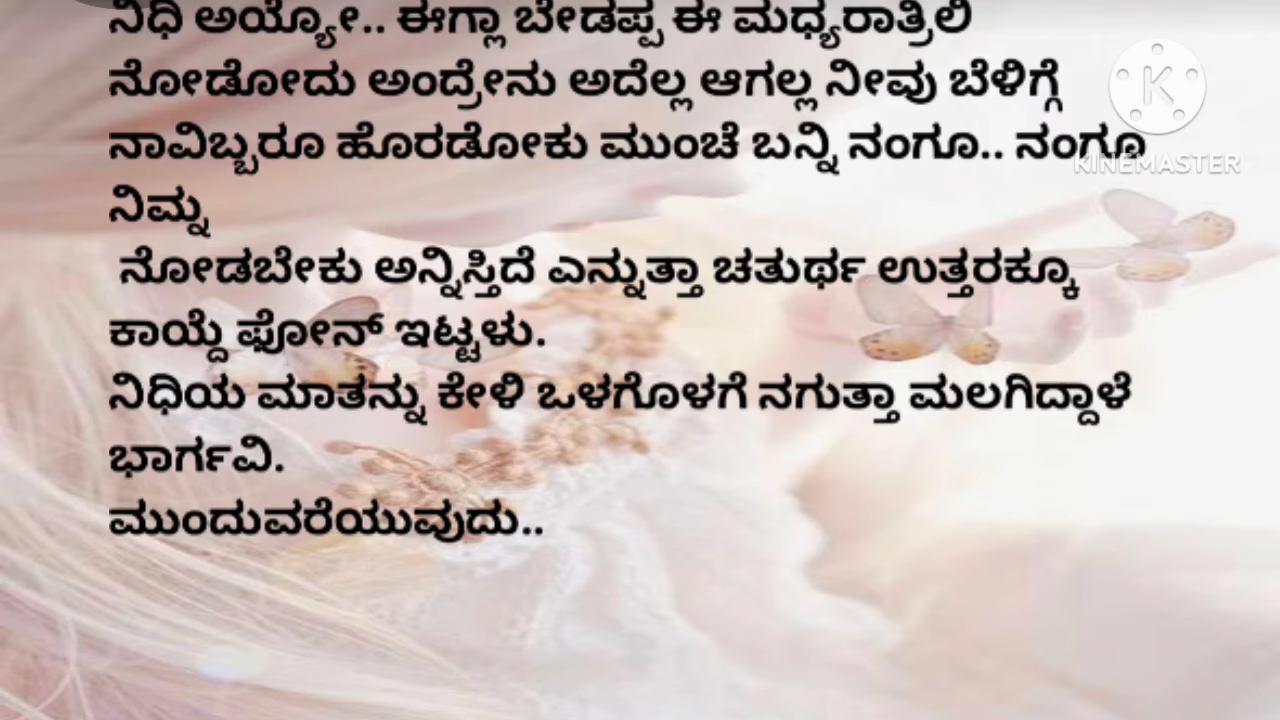 ನಿಧಿ ಅಯ್ಯೋ.. ಈಗ್ಲಾ ಬೇಡಪ್ಪ ಈ ಮಧ್ಯರಾತ್ರಿಲಿ
ನೋಡೋದು ಅಂದ್ರೇನು ಅದೆಲ್ಲ ಆಗಲ್ಲ ನೀವು ಬೆಳಿಗ್ಗೆ
ನಾವಿಬ್ಬರೂ ಹೊರಡೋಕು ಮುಂಚೆ ಬನ್ನಿ ನಂಗೂ.. ನಂಗೂ
ನಿಮ್ನ
ನೋಡಬೇಕು ಅನ್ನಿಸ್ತಿದೆ ಎನ್ನುತ್ತಾ ಚತುರ್ಥ ಉತ್ತರಕ್ಕೂ
ಕಾಯ್ದೆ ಫೋನ್ ಇಟ್ಟಳು.
ನಿಧಿಯ ಮಾತನ್ನು ಕೇಳಿ ಒಳಗೊಳಗೆ ನಗುತ್ತಾ ಮಲಗಿದ್ದಾಳೆ
ಭಾರ್ಗವಿ.
ಮುಂದುವರೆಯುವುದು..
K
KINEMASTER